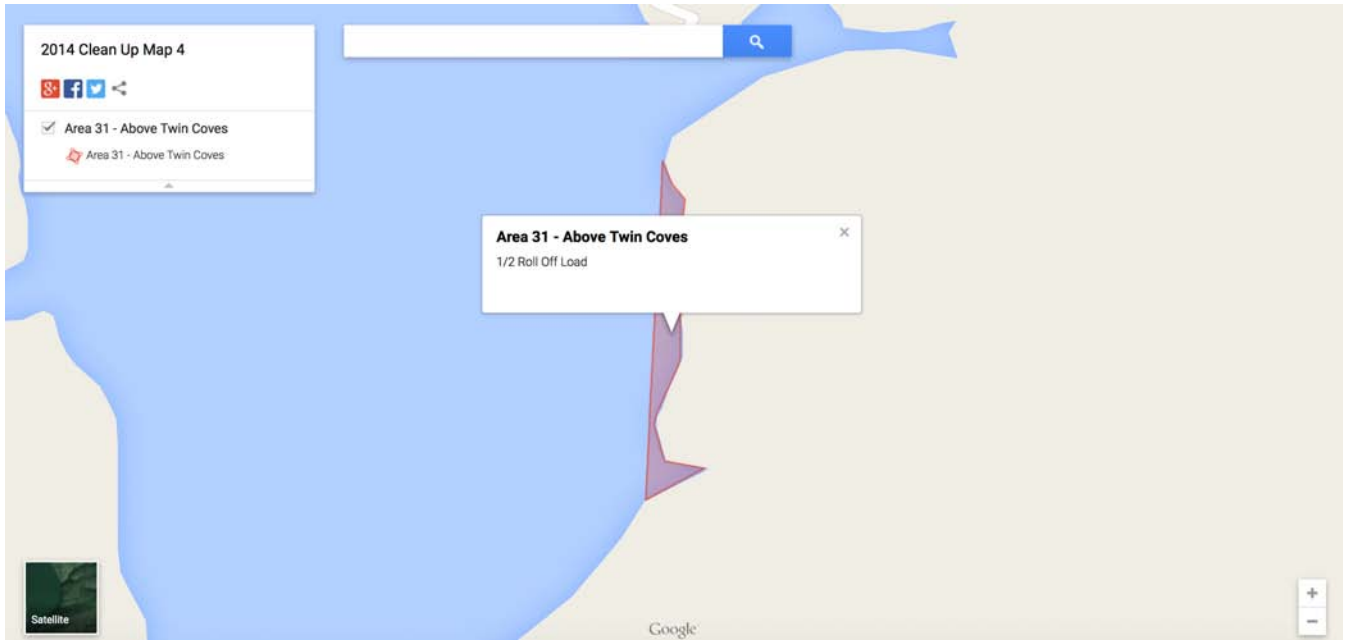 2014 Clean Up Map 4
Area 31 - Above Twin Coves
Area 31 - Above Twin Coves
Area 31 - Above Twin Coves
1/2 Roll Off Load
Satellite
Google